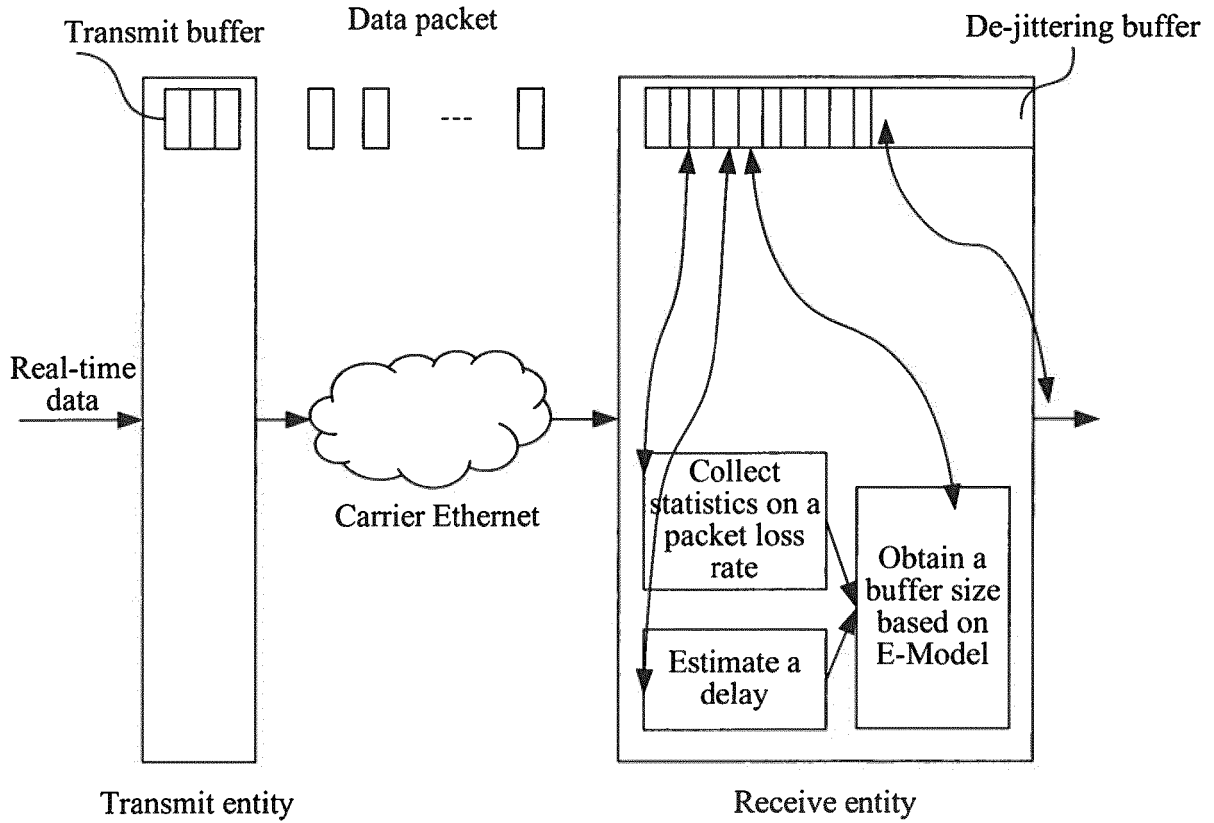 Data packet
Transmit buffer
De-jittering buffer
---
Real-time
data
Carrier Ethernet
Collect
statistics on a
packet loss
rate
Obtain a
buffer size
based on
E-Model
Estimate a
delay
Transmit entity
Receive entity